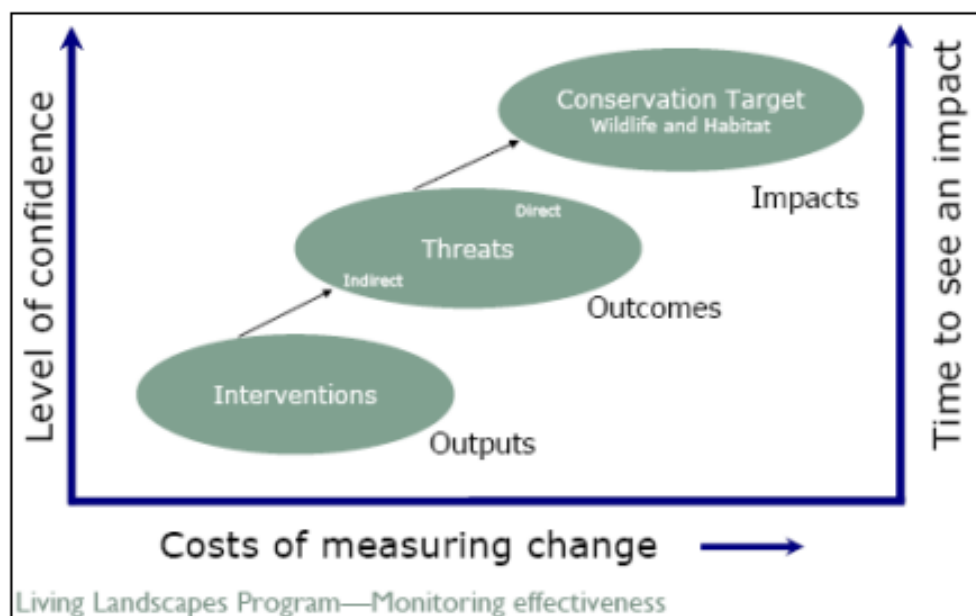 Level of confidence
Time to see an impact
Conservation Target
Wildlife and Habitat
Impacts
Direct
Threats
Indirect
Outcomes
Interventions
Outputs
Costs of measuring change
Living Landscapes Program—Monitoring effectiveness